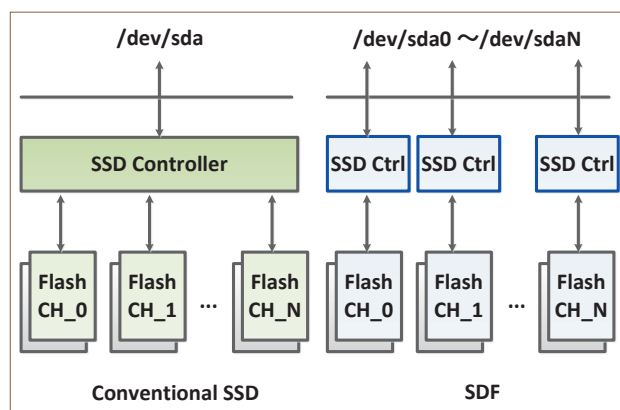 /dev/sda
/dev/sda0 ～/dev/sdaN
SSD Controller
SSD Ctrl
SSD Ctrl
SSD Ctrl
Flash
CH_0
Flash
CH_1
...
Flash
CH_N
Flash
CH_0
Flash
CH_1
...
Flash
CH_N
Conventional SSD
SDF